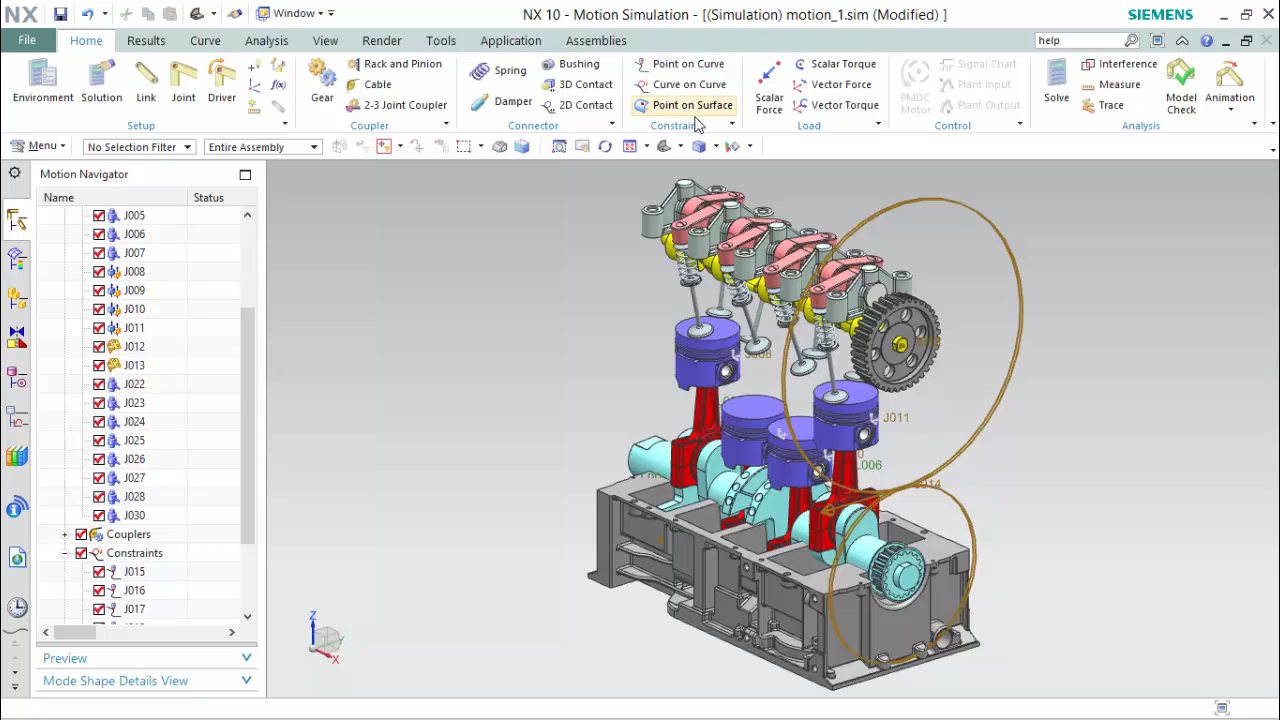 NX
Window
NX 10 - Motion Simulation - [(Simulation) motion_1.sim (Modified) ]
SIEMENS
File
Home
Results
Curve
Analysis
View
Render
Tools
Application
Assemblies
help
Environment
Solution
Link
Joint
Driver
Setup
Gear
Rack and Pinion
Cable
2-3 Joint Coupler
Coupler
Spring
Damper
Bushing
3D Contact
2D Contact
Connector
Point on Curve
Curve on Curve
Point on Surface
Scalar Force
Scalar Torque
Vector Force
Vector Torque
Load
PMDC Motor
Signal Chart
Plant Input
Plant Output
Control
Solve
Interference
Measure
Trace
Model Check
Animation
Analysis
Menu
No Selection Filter
Entire Assembly
Motion Navigator
Name
Status
J005
J006
J007
J008
J009
J010
J011
J012
J013
J022
J023
J024
J025
J026
J027
J028
J030
Couplers
Constraints
J015
J016
J017
Preview
Mode Shape Details View
J011
L006
Z
X